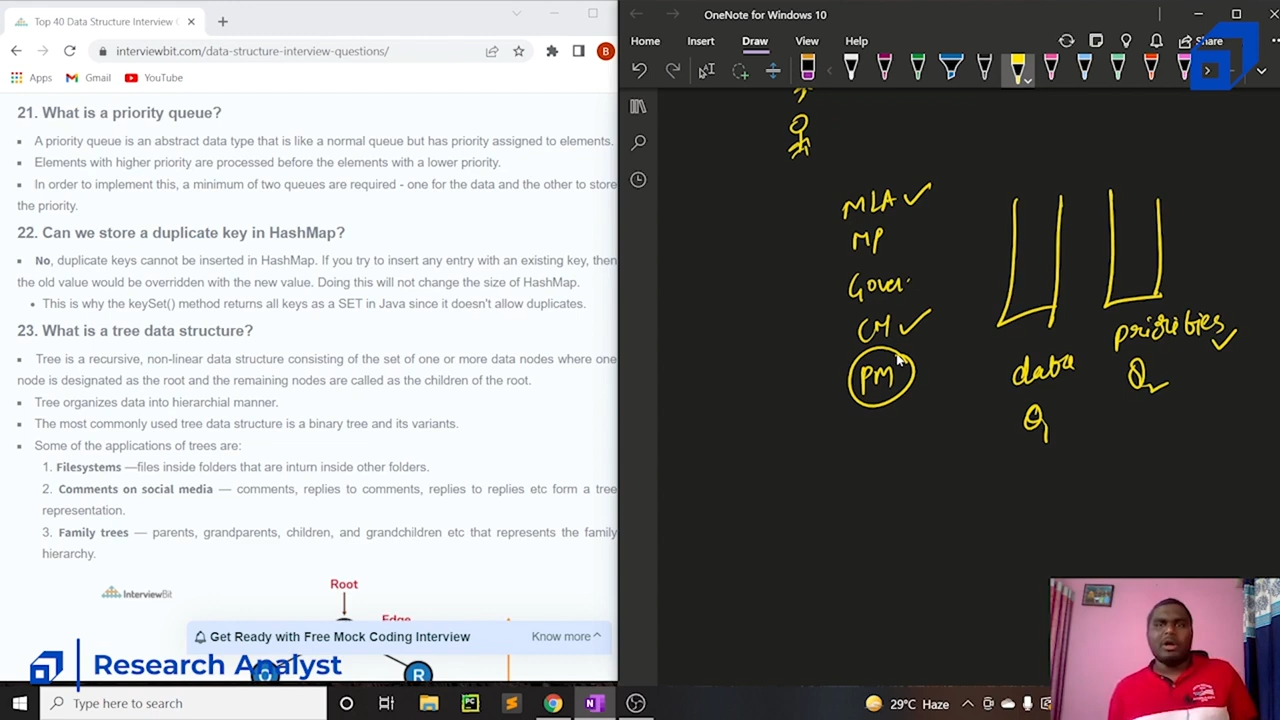 Top 40 Data Structure Interview
interviewbit.com/data-structure-interview-questions/
Apps
Gmail
YouTube
B
21. What is a priority queue?
A priority queue is an abstract data type that is like a normal queue but has priority assigned to elements.
Elements with higher priority are processed before the elements with a lower priority.
In order to implement this, a minimum of two queues are required - one for the data and the other to store
the priority.
22. Can we store a duplicate key in HashMap?
No, duplicate keys cannot be inserted in HashMap. If you try to insert any entry with an existing key, then
the old value would be overridden with the new value. Doing this will not change the size of HashMap.
This is why the keySet() method returns all keys as a SET in Java since it doesn't allow duplicates.
23. What is a tree data structure?
Tree is a recursive, non-linear data structure consisting of the set of one or more data nodes where one
node is designated as the root and the remaining nodes are called as the children of the root.
Tree organizes data into hierarchial manner.
The most commonly used tree data structure is a binary tree and its variants.
Some of the applications of trees are:
1. Filesystems —files inside folders that are inturn inside other folders.
2. Comments on social media — comments, replies to comments, replies to replies etc form a tree
representation.
3. Family trees — parents, grandparents, children, and grandchildren etc that represents the family
hierarchy.
InterviewBit
Root
Edge
Get Ready with Free Mock Coding Interview
Know more
R
Research Analyst
Type here to search
OneNote for Windows 10
Home
Insert
Draw
View
Help
Share
MLA
MP
Gover.
CM
PM
data
Q1
priorities
Q2
29°C Haze